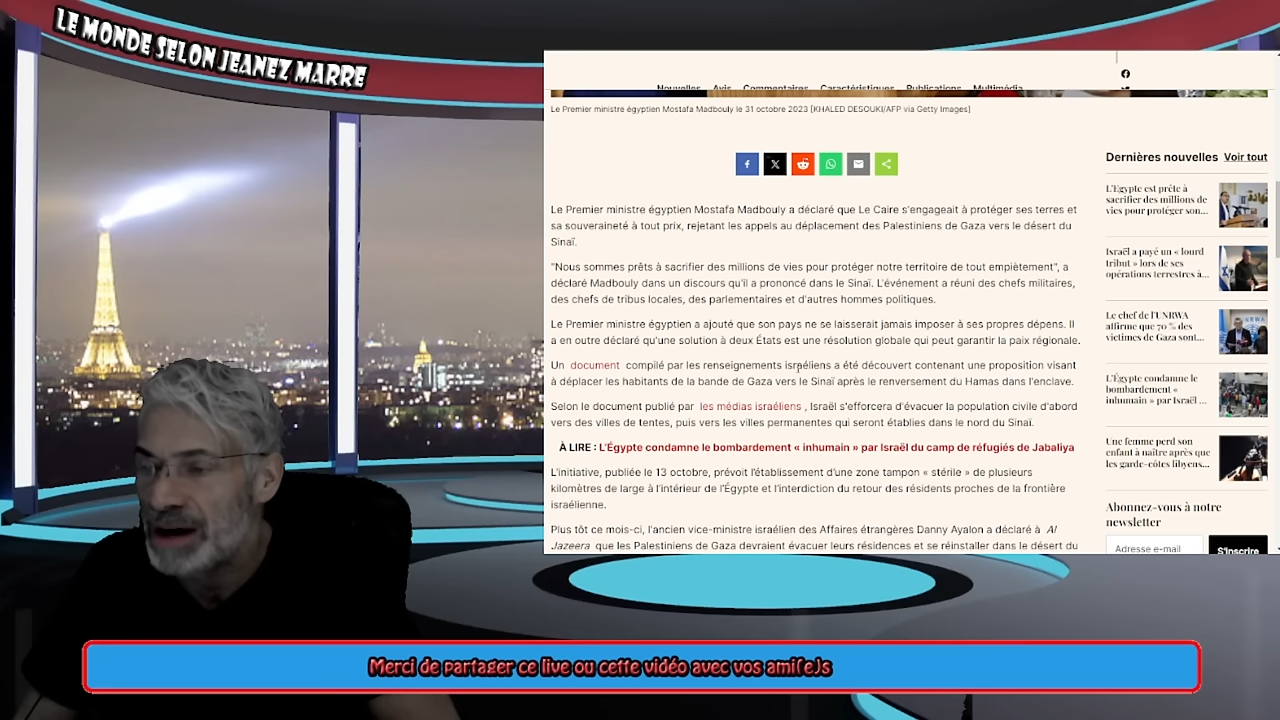 LE MONDE SELON JEANEZ MARRE
Nouvelles Avis Commentaires Caractéristiques Publications Multimédia
Le Premier ministre égyptien Mostafa Madbouly le 31 octobre 2023 [KHALED DESOUKI/AFP via Getty Images]
Le Premier ministre égyptien Mostafa Madbouly a déclaré que Le Caire s'engageait à protéger ses terres et
sa souveraineté à tout prix, rejetant les appels au déplacement des Palestiniens de Gaza vers le désert du
Sinaï.
"Nous sommes prêts à sacrifier des millions de vies pour protéger notre territoire de tout empiètement", a
déclaré Madbouly dans un discours qu'il a prononcé dans le Sinaï. L'événement a réuni des chefs militaires,
des chefs de tribus locales, des parlementaires et d'autres hommes politiques.
Le Premier ministre égyptien a ajouté que son pays ne se laisserait jamais imposer à ses propres dépens. Il
a en outre déclaré qu'une solution à deux États est une résolution globale qui peut garantir la paix régionale.
Un document compilé par les renseignements israéliens a été découvert contenant une proposition visant
à déplacer les habitants de la bande de Gaza vers le Sinaï après le renversement du Hamas dans l'enclave.
Selon le document publié par les médias israéliens , Israël s'efforcera d'évacuer la population civile d'abord
vers des villes de tentes, puis vers les villes permanentes qui seront établies dans le nord du Sinaï.
À LIRE : L'Égypte condamne le bombardement « inhumain » par Israël du camp de réfugiés de Jabaliya
L'initiative, publiée le 13 octobre, prévoit l'établissement d'une zone tampon « stérile » de plusieurs
kilomètres de large à l'intérieur de l'Égypte et l'interdiction du retour des résidents proches de la frontière
israélienne.
Plus tôt ce mois-ci, l'ancien vice-ministre israélien des Affaires étrangères Danny Ayalon a déclaré à Al
Jazeera que les Palestiniens de Gaza devraient évacuer leurs résidences et se réinstaller dans le désert du
Dernières nouvelles Voir tout
L'Egypte est prête à
sacrifier des millions de
vies pour protéger son...
Israël a payé un « lourd
tribut » lors de ses
opérations terrestres à...
Le chef de l'UNRWA
affirme que 70 % des
victimes de Gaza sont...
L'Égypte condamne le
bombardement «
inhumain » par Israël ...
Une femme perd son
enfant à naître après que
les garde-côtes libyens...
Abonnez-vous à notre
newsletter
Adresse e-mail S'inscrire
Merci de partager ce live ou cette vidéo avec vos ami(e)s